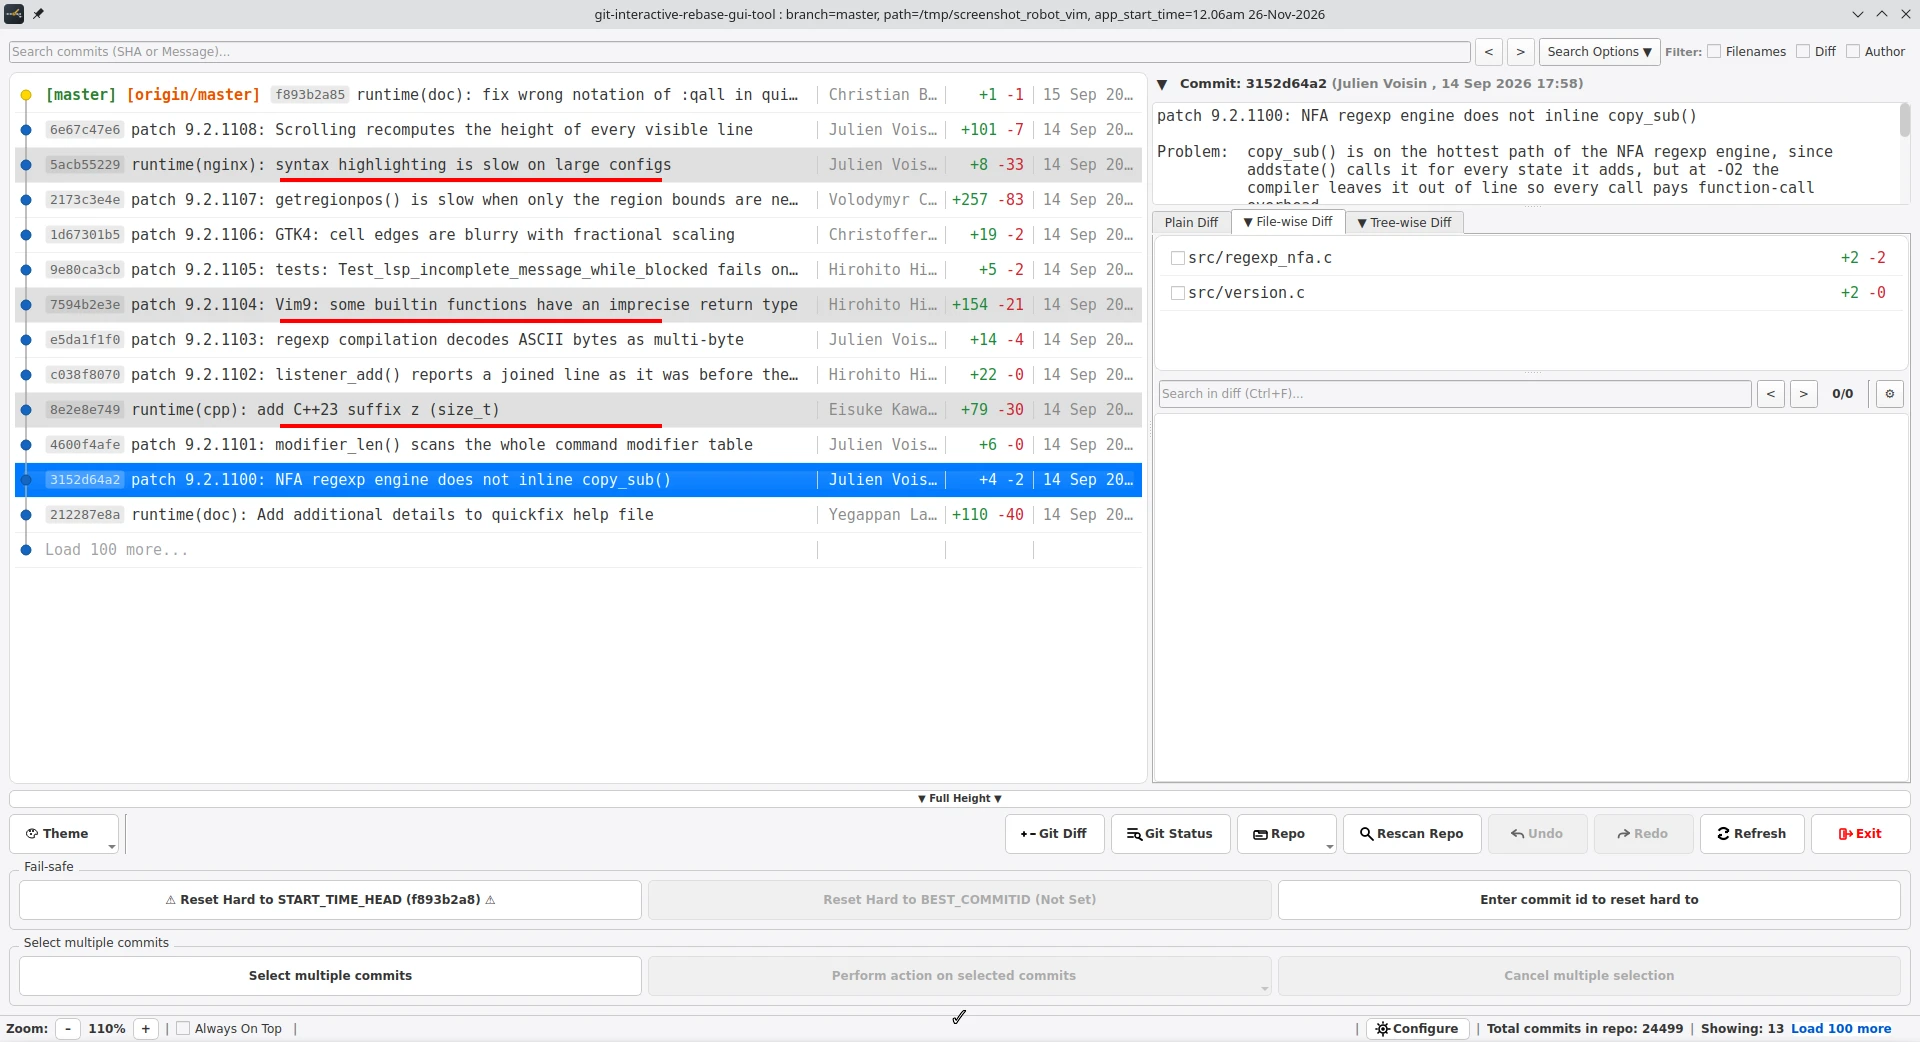 git-interactive-rebase-gui-tool : branch=master, path=/tmp/screenshot_robot_vim, app_start_time=12.06am 26-Nov-2026
Search commits (SHA or Message)...
< > Search Options ▼ Filter: Filenames Diff Author
[master] [origin/master] f893b2a85 runtime(doc): fix wrong notation of :qall in qui… Christian B… +1 -1 15 Sep 20…
6e67c47e6 patch 9.2.1108: Scrolling recomputes the height of every visible line Julien Vois… +101 -7 14 Sep 20…
5acb55229 runtime(nginx): syntax highlighting is slow on large configs Julien Vois… +8 -33 14 Sep 20…
2173c3e4e patch 9.2.1107: getregionpos() is slow when only the region bounds are ne… Volodymyr C… +257 -83 14 Sep 20…
1d67301b5 patch 9.2.1106: GTK4: cell edges are blurry with fractional scaling Christoffer… +19 -2 14 Sep 20…
9e80ca3cb patch 9.2.1105: tests: Test_lsp_incomplete_message_while_blocked fails on… Hirohito Hi… +5 -2 14 Sep 20…
7594b2e3e patch 9.2.1104: Vim9: some builtin functions have an imprecise return type Hirohito Hi… +154 -21 14 Sep 20…
e5da1f1f0 patch 9.2.1103: regexp compilation decodes ASCII bytes as multi-byte Julien Vois… +14 -4 14 Sep 20…
c038f8070 patch 9.2.1102: listener_add() reports a joined line as it was before the… Hirohito Hi… +22 -0 14 Sep 20…
8e2e8e749 runtime(cpp): add C++23 suffix z (size_t) Eisuke Kawa… +79 -30 14 Sep 20…
4600f4afe patch 9.2.1101: modifier_len() scans the whole command modifier table Julien Vois… +6 -0 14 Sep 20…
3152d64a2 patch 9.2.1100: NFA regexp engine does not inline copy_sub() Julien Vois… +4 -2 14 Sep 20…
212287e8a runtime(doc): Add additional details to quickfix help file Yegappan La… +110 -40 14 Sep 20…
Load 100 more...
▼ Commit: 3152d64a2 (Julien Voisin , 14 Sep 2026 17:58)
patch 9.2.1100: NFA regexp engine does not inline copy_sub()
Problem: copy_sub() is on the hottest path of the NFA regexp engine, since
addstate() calls it for every state it adds, but at -O2 the
compiler leaves it out of line so every call pays function-call
overhead
Plain Diff ▼ File-wise Diff ▼ Tree-wise Diff
src/regexp_nfa.c +2 -2
src/version.c +2 -0
Search in diff (Ctrl+F)... < > 0/0
▼ Full Height ▼
Theme Git Diff Git Status Repo Rescan Repo Undo Redo Refresh Exit
Fail-safe
⚠ Reset Hard to START_TIME_HEAD (f893b2a8) ⚠ Reset Hard to BEST_COMMITID (Not Set) Enter commit id to reset hard to
Select multiple commits
Select multiple commits Perform action on selected commits Cancel multiple selection
Zoom: - 110% + | Always On Top | | Configure | Total commits in repo: 24499 | Showing: 13 Load 100 more